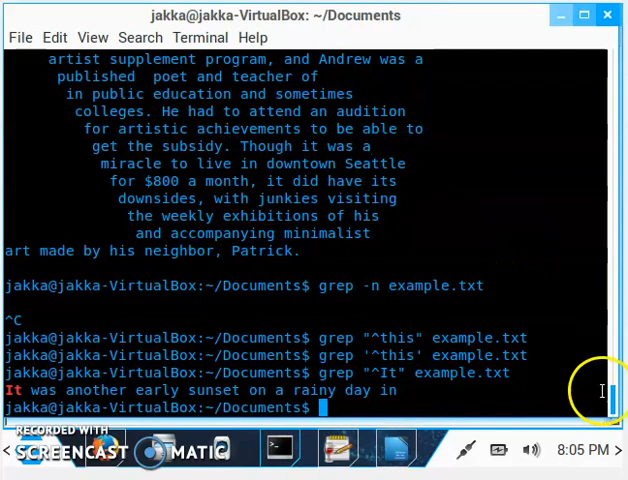 jakka@jakka-VirtualBox: ~/Documents
File Edit View Search Terminal Help
artist supplement program, and Andrew was a
published  poet and teacher of
in public education and sometimes
colleges. He had to attend an audition
for artistic achievements to be able to
get the subsidy. Though it was a
miracle to live in downtown Seattle
for $800 a month, it did have its
downsides, with junkies visiting
the weekly exhibitions of his
and accompanying minimalist
art made by his neighbor, Patrick.
jakka@jakka-VirtualBox:~/Documents$ grep -n example.txt
^C
jakka@jakka-VirtualBox:~/Documents$ grep "^this" example.txt
jakka@jakka-VirtualBox:~/Documents$ grep '^this' example.txt
jakka@jakka-VirtualBox:~/Documents$ grep "^It" example.txt
It was another early sunset on a rainy day in
jakka@jakka-VirtualBox:~/Documents$
RECORDED WITH
SCREENCAST MATIC
8:05 PM